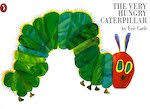 THE VERY
HUNGRY
CATERPILLAR
by Eric Carle